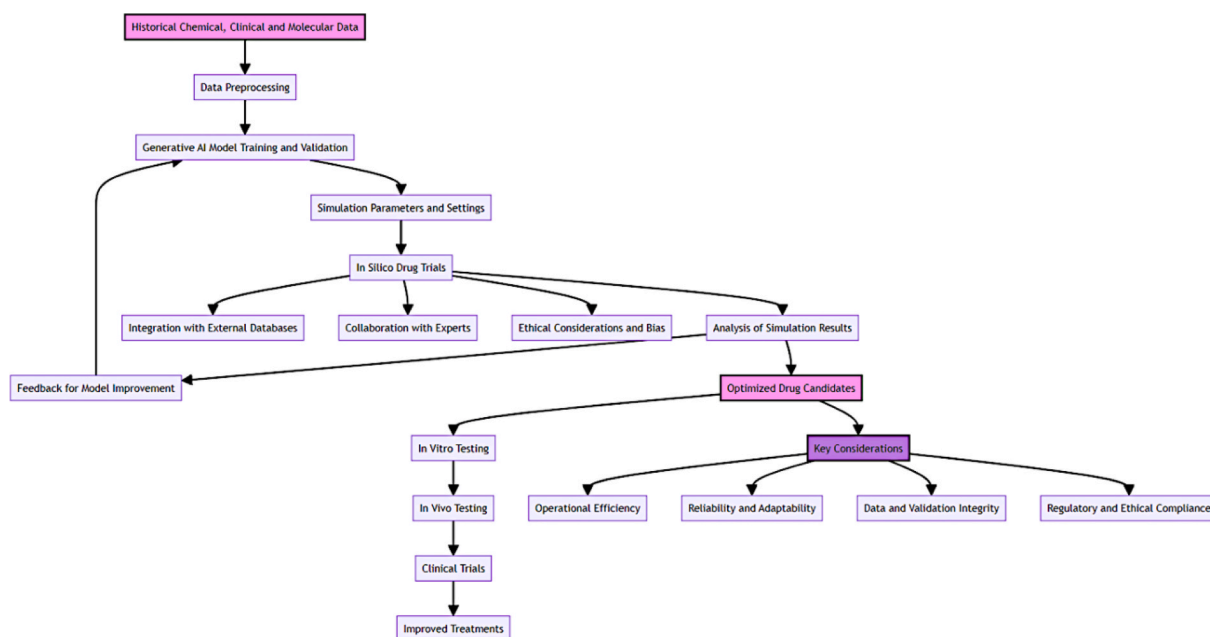 Historical Chemical, Clinical and Molecular Data
Data Preprocessing
Generative AI Model Training and Validation
Simulation Parameters and Settings
In Silico Drug Trials
Integration with External Databases
Collaboration with Experts
Ethical Considerations and Bias
Analysis of Simulation Results
Feedback for Model Improvement
Optimized Drug Candidates
In Vitro Testing
Key Considerations
In Vivo Testing
Operational Efficiency
Reliability and Adaptability
Data and Validation Integrity
Regulatory and Ethical Compliance
Clinical Trials
Improved Treatments